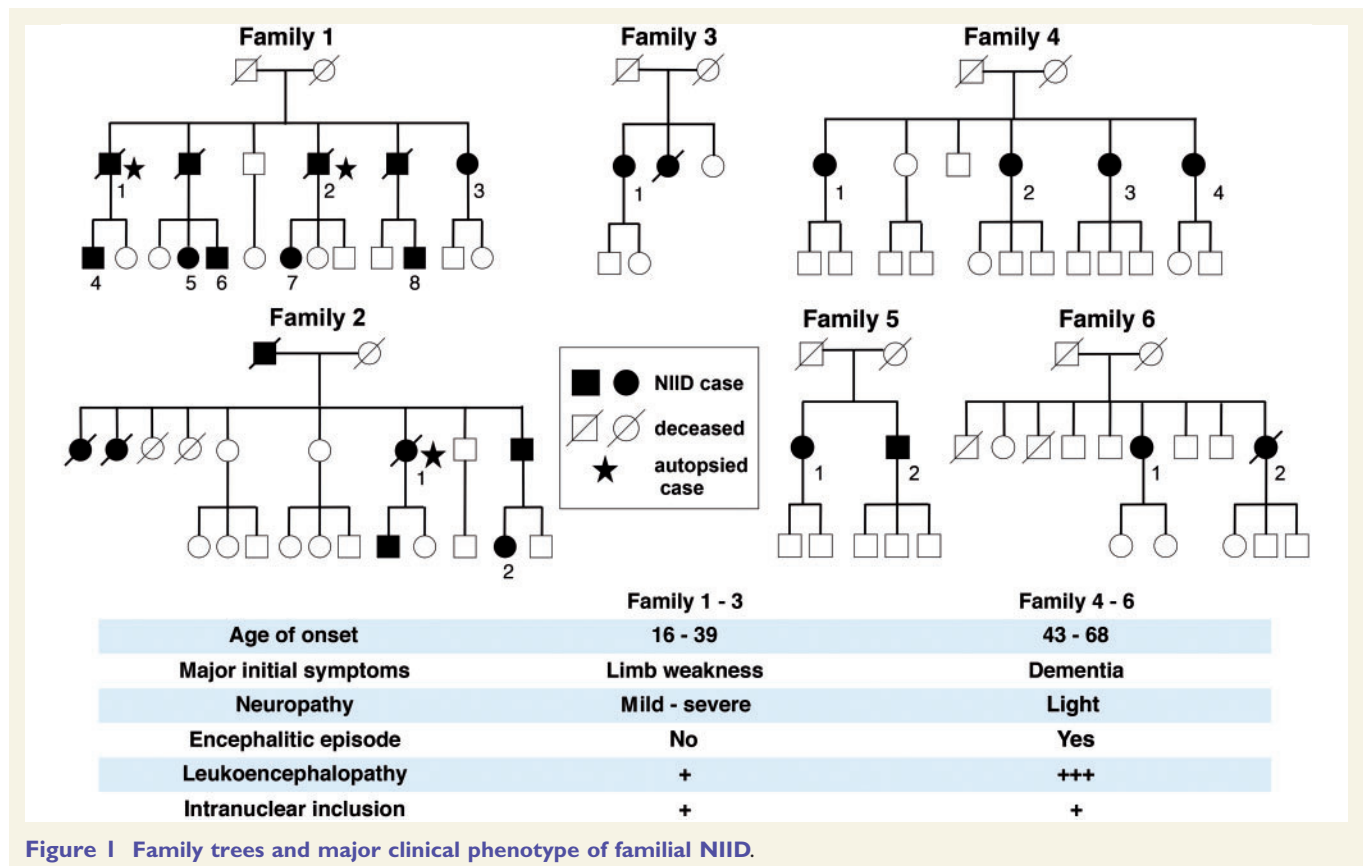 Family 1
Family 3
Family 4
1
2
3
1
1
2
3
4
4
5
6
7
8
Family 2
Family 5
Family 6
NIID case
deceased
autopsied
case
1
1
2
1
2
2
Family 1 - 3
Family 4 - 6
Age of onset
16 - 39
43 - 68
Major initial symptoms
Limb weakness
Dementia
Neuropathy
Mild - severe
Light
Encephalitic episode
No
Yes
Leukoencephalopathy
+
+++
Intranuclear inclusion
+
+
Figure 1 Family trees and major clinical phenotype of familial NIID.